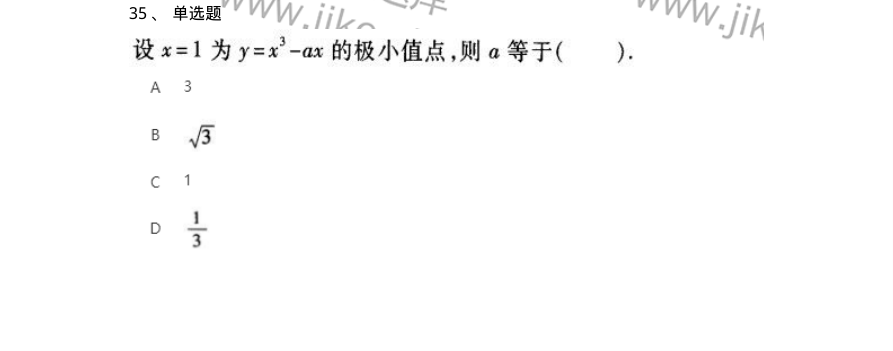 35、 单选题
设 x=1 为 y=x³-ax 的极小值点,则 a 等于(  ).
A 3
B √3
C 1
D 1/3